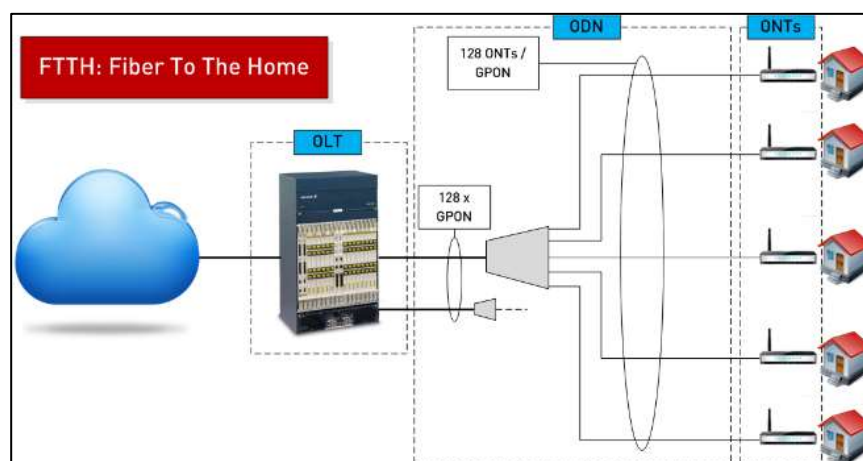 ODN
ONTs
FTTH: Fiber To The Home
128 ONTs /
GPON
OLT
128 x
GPON